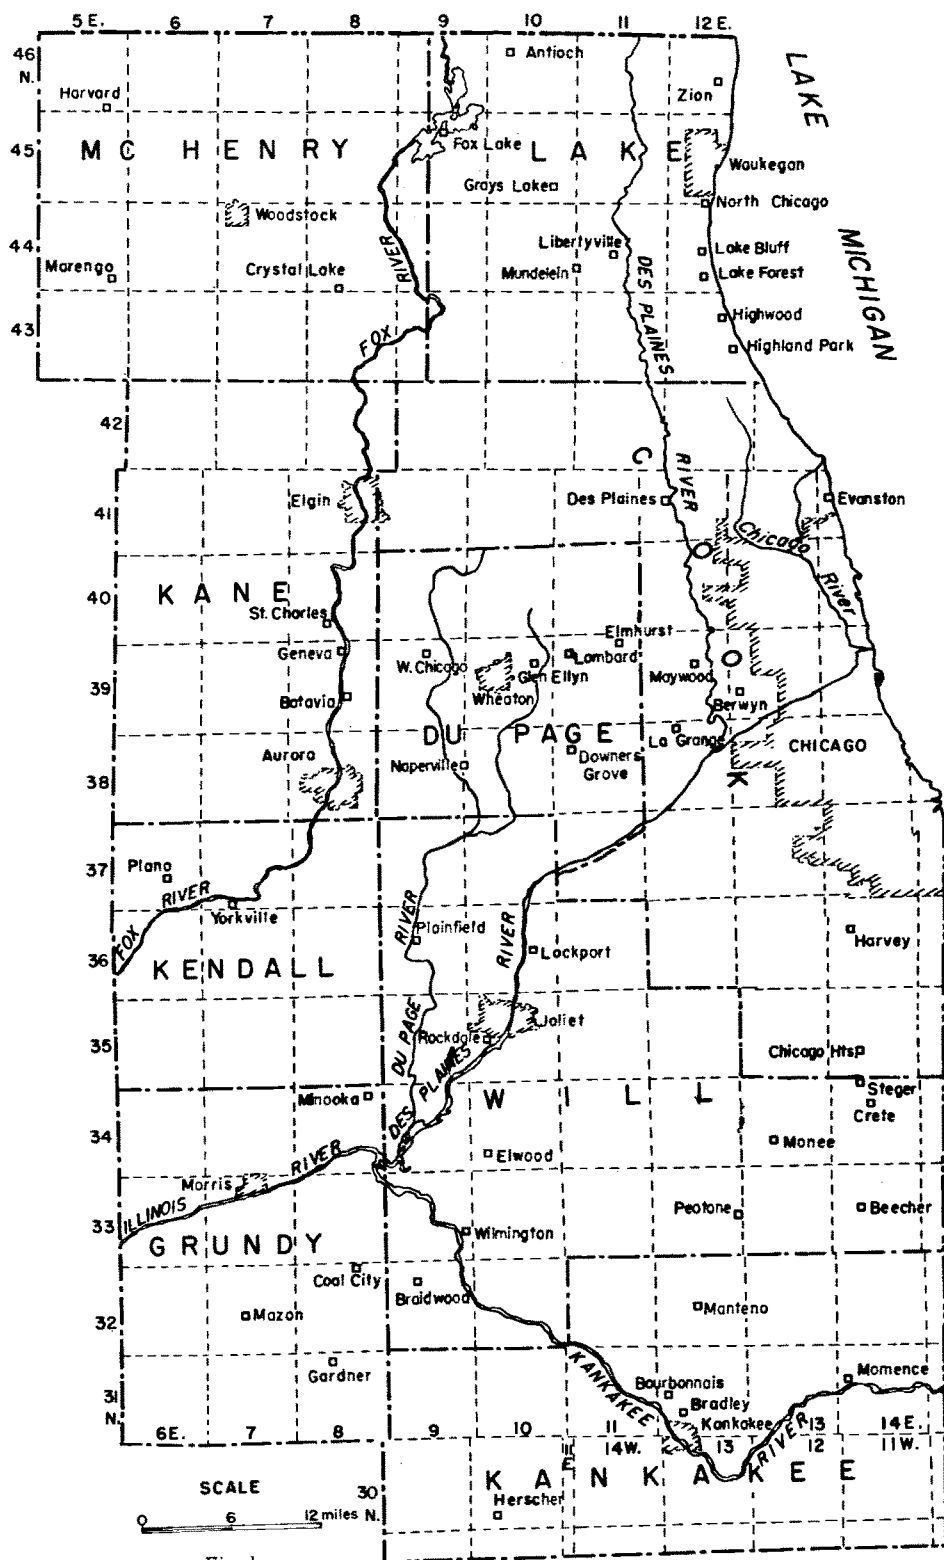 5 E. 6 7 8 9 10 11 12 E.
46
N.
Antioch
LAKE
Harvard
Zion
MC HENRY
LAKE
45
Fox Lake
Waukegan
Grays Lake
North Chicago
Woodstock
44
RIVER
Libertyville
Lake Bluff
MICHIGAN
Marengo
Crystal Lake
Mundelein
Lake Forest
DES PLAINES
Highwood
43
FOX
Highland Park
42
C
RIVER
Elgin
Des Plaines
Evanston
41
Chicago
O
KANE
40
River
St. Charles
Elmhurst
Geneva
W. Chicago
Lombard
Glen Ellyn
Maywood
O
39
Wheaton
Batavia
Berwyn
DU PAGE
La Grange
CHICAGO
Aurora
Naperville
Downers
Grove
K
38
37
Plano
RIVER
Yorkville
RIVER
Plainfield
RIVER
FOX
Harvey
Lockport
36
KENDALL
DU PAGE
Joliet
Rockdale
35
Chicago Hts
PLAINES
Minooka
WILL
Steger
Crete
DES
34
Monee
RIVER
Elwood
Morris
ILLINOIS
Peotone
Beecher
33
Wilmington
GRUNDY
Coal City
Braidwood
32
Mazon
Manteno
Gardner
KANKAKEE
Momence
Bourbonnais
31
N.
Bradley
Kankakee
RIVER
6E. 7 8 9 10 11 13 13 14 E.
14 W. 12 11 W.
E
KANKAKEE
SCALE
30
N.
Herscher
0 6 12 miles